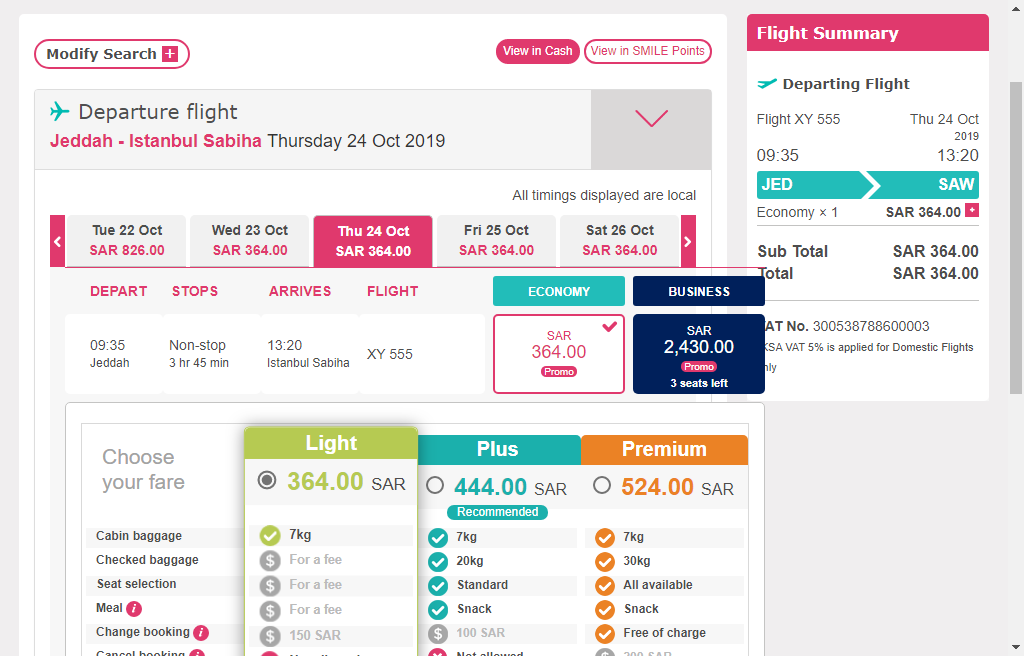 Modify Search +
View in Cash
View in SMILE Points
Departure flight
Jeddah - Istanbul Sabiha Thursday 24 Oct 2019
All timings displayed are local
Tue 22 Oct
SAR 826.00
Wed 23 Oct
SAR 364.00
Thu 24 Oct
SAR 364.00
Fri 25 Oct
SAR 364.00
Sat 26 Oct
SAR 364.00
DEPART STOPS ARRIVES FLIGHT ECONOMY BUSINESS
09:35
Jeddah
Non-stop
3 hr 45 min
13:20
Istanbul Sabiha
XY 555
SAR
364.00
Promo
SAR
2,430.00
Promo
3 seats left
Choose
your fare
Light
364.00 SAR
Plus
444.00 SAR
Recommended
Premium
524.00 SAR
Cabin baggage 7kg 7kg 7kg
Checked baggage $ For a fee 20kg 30kg
Seat selection $ For a fee Standard All available
Meal i $ For a fee Snack Snack
Change booking i $ 150 SAR $ 100 SAR Free of charge
Cancel booking Not allowed 200 SAR
Flight Summary
Departing Flight
Flight XY 555 Thu 24 Oct
2019
09:35 13:20
JED SAW
Economy × 1 SAR 364.00 +
Sub Total SAR 364.00
Total SAR 364.00
AT No. 300538788600003
KSA VAT 5% is applied for Domestic Flights
nly